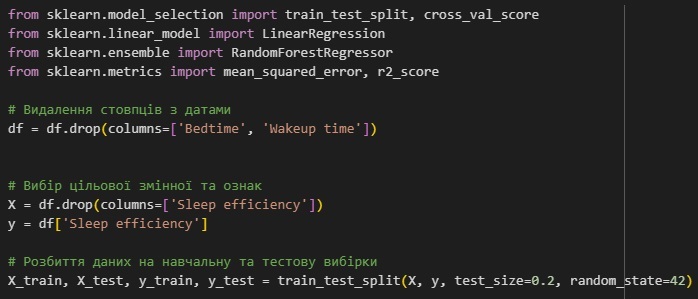 from sklearn.model_selection import train_test_split, cross_val_score
from sklearn.linear_model import LinearRegression
from sklearn.ensemble import RandomForestRegressor
from sklearn.metrics import mean_squared_error, r2_score
# Видалення стовпців з датами
df = df.drop(columns=['Bedtime', 'Wakeup time'])
# Вибір цільової змінної та ознак
X = df.drop(columns=['Sleep efficiency'])
y = df['Sleep efficiency']
# Розбиття даних на навчальну та тестову вибірки
X_train, X_test, y_train, y_test = train_test_split(X, y, test_size=0.2, random_state=42)